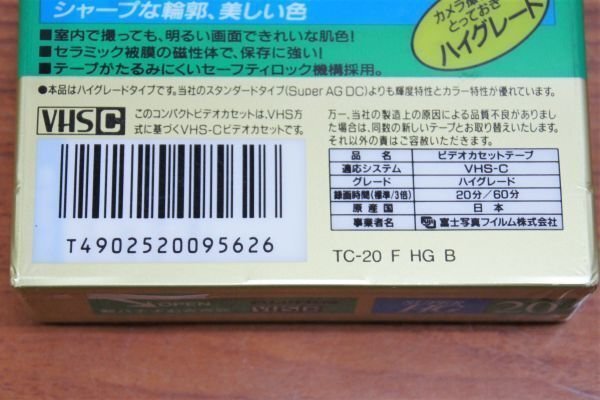 シャープな輪郭、美しい色
カメラ
とっておき
ハイグレード
■室内で撮っても、明るい画面できれいな肌色!
■セラミック被膜の磁性体で、保存に強い!
■テープがたるみにくいセーフティロック機構採用。
●本品はハイグレードタイプです。当社のスタンダードタイプ(Super AG DC)よりも輝度特性とカラー特性が優れています。
VHSC
このコンパクトビデオカセットは、VHS方
式に基づくVHS-Cビデオカセットです。
万一、当社の製造上の原因による品質不良がありまし
た場合は、同数の新しいテープとお取り替えいたします。
それ以外の責はご容赦いただきます。
品名 ビデオカセットテープ
適応システム VHS-C
グレード ハイグレード
録画時間(標準/3倍) 20分/60分
原産国 日本
事業者名 富士写真フイルム株式会社
T4902520095626
TC-20 F HG B
OPEN
HG
20